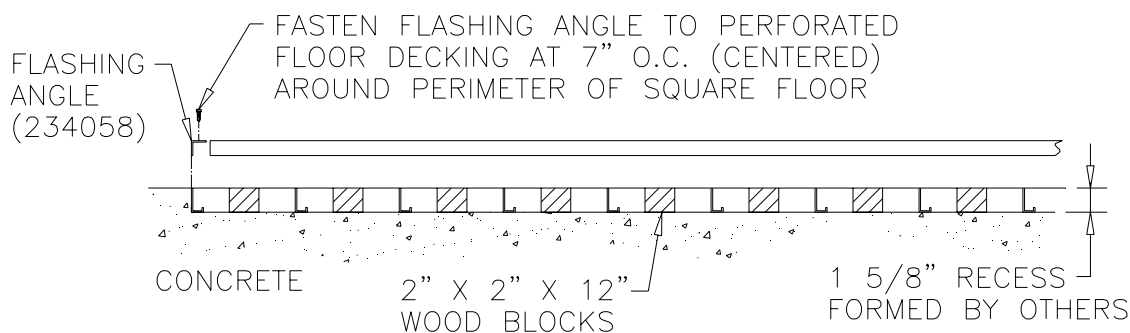 FASTEN FLASHING ANGLE TO PERFORATED
FLOOR DECKING AT 7" O.C. (CENTERED)
AROUND PERIMETER OF SQUARE FLOOR
FLASHING
ANGLE
(234058)
CONCRETE
2" X 2" X 12"
WOOD BLOCKS
1 5/8" RECESS
FORMED BY OTHERS